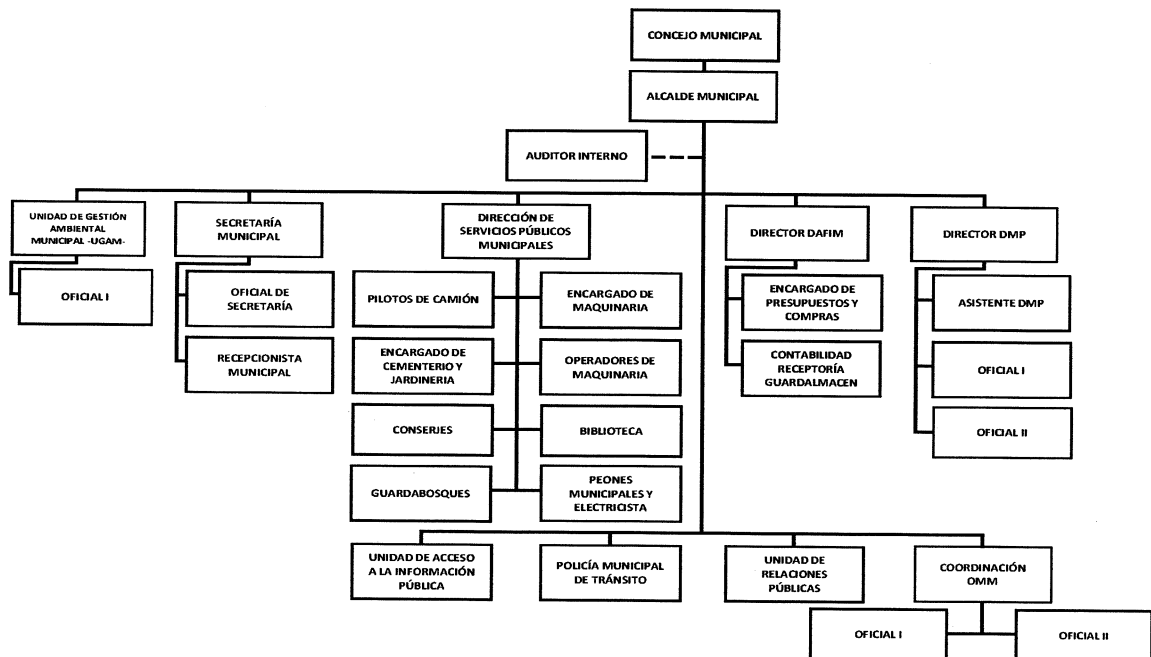 CONCEJO MUNICIPAL
ALCALDE MUNICIPAL
AUDITOR INTERNO
UNIDAD DE GESTIÓN
AMBIENTAL
MUNICIPAL -UGAM-
OFICIAL I
SECRETARÍA
MUNICIPAL
OFICIAL DE
SECRETARÍA
RECEPCIONISTA
MUNICIPAL
DIRECCIÓN DE
SERVICIOS PÚBLICOS
MUNICIPALES
PILOTOS DE CAMIÓN
ENCARGADO DE
MAQUINARIA
ENCARGADO DE
CEMENTERIO Y
JARDINERIA
OPERADORES DE
MAQUINARIA
CONSERJES
BIBLIOTECA
GUARDABOSQUES
PEONES
MUNICIPALES Y
ELECTRICISTA
DIRECTOR DAFIM
ENCARGADO DE
PRESUPUESTOS Y
COMPRAS
CONTABILIDAD
RECEPTORÍA
GUARDALMACEN
DIRECTOR DMP
ASISTENTE DMP
OFICIAL I
OFICIAL II
UNIDAD DE ACCESO
A LA INFORMACIÓN
PÚBLICA
POLICÍA MUNICIPAL
DE TRÁNSITO
UNIDAD DE
RELACIONES
PÚBLICAS
COORDINACIÓN
OMM
OFICIAL I
OFICIAL II